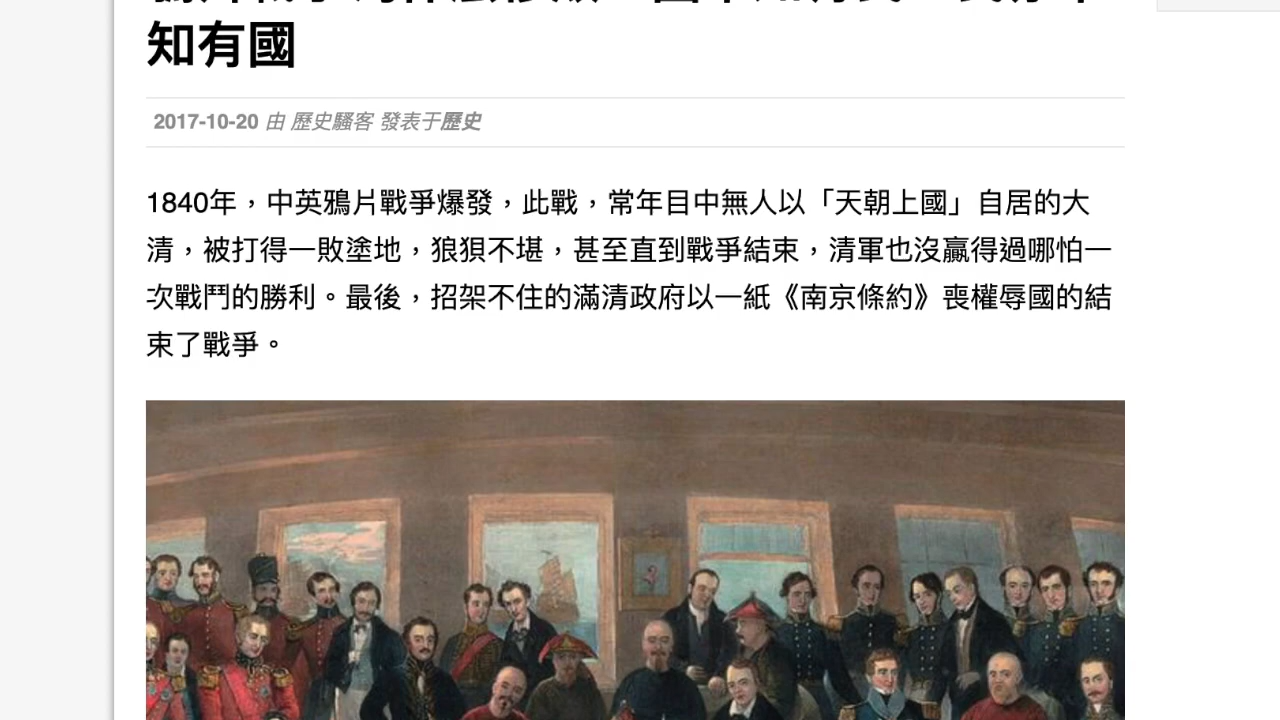 知有國
2017-10-20 由 歷史騷客 發表于歷史
1840年，中英鴉片戰爭爆發，此戰，常年目中無人以「天朝上國」自居的大
清，被打得一敗塗地，狼狽不堪，甚至直到戰爭結束，清軍也沒贏得過哪怕一
次戰鬥的勝利。最後，招架不住的滿清政府以一紙《南京條約》喪權辱國的結
束了戰爭。